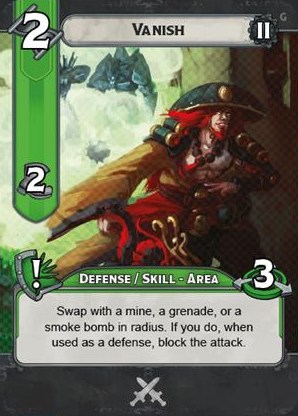 2
VANISH
II
G
2
!
DEFENSE / SKILL - AREA
3
Swap with a mine, a grenade, or a
smoke bomb in radius. If you do, when
used as a defense, block the attack.